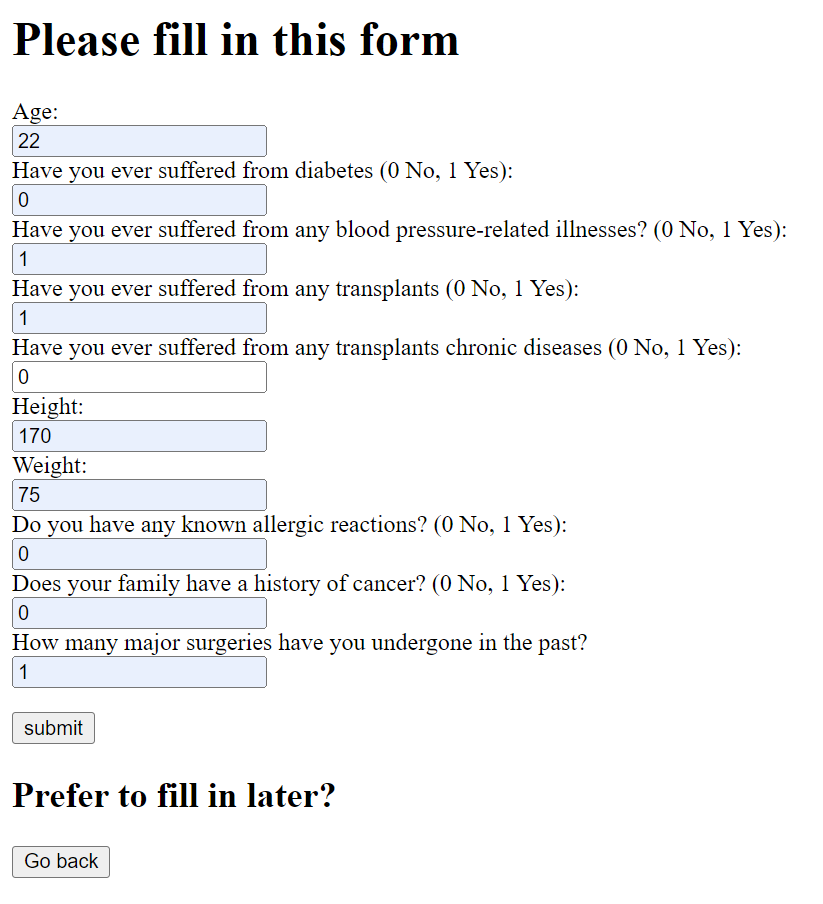 Please fill in this form
Age:
22
Have you ever suffered from diabetes (0 No, 1 Yes):
0
Have you ever suffered from any blood pressure-related illnesses? (0 No, 1 Yes):
1
Have you ever suffered from any transplants (0 No, 1 Yes):
1
Have you ever suffered from any transplants chronic diseases (0 No, 1 Yes):
0
Height:
170
Weight:
75
Do you have any known allergic reactions? (0 No, 1 Yes):
0
Does your family have a history of cancer? (0 No, 1 Yes):
0
How many major surgeries have you undergone in the past?
1
submit
Prefer to fill in later?
Go back